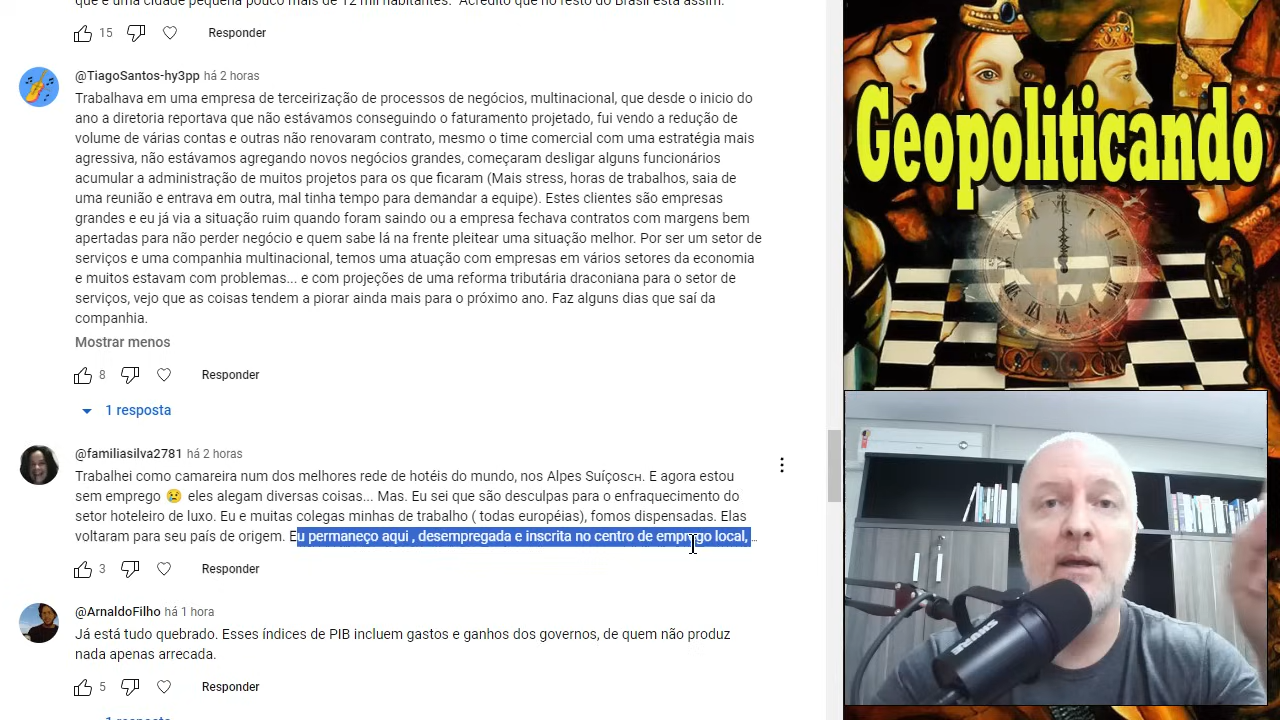 que é uma cidade pequena pouco mais de 12 mil habitantes. Acredito que no resto do Brasil está assim.
15 Responder
@TiagoSantos-hy3pp há 2 horas
Trabalhava em uma empresa de terceirização de processos de negócios, multinacional, que desde o inicio do
ano a diretoria reportava que não estávamos conseguindo o faturamento projetado, fui vendo a redução de
volume de várias contas e outras não renovaram contrato, mesmo o time comercial com uma estratégia mais
agressiva, não estávamos agregando novos negócios grandes, começaram desligar alguns funcionários
acumular a administração de muitos projetos para os que ficaram (Mais stress, horas de trabalhos, saia de
uma reunião e entrava em outra, mal tinha tempo para demandar a equipe). Estes clientes são empresas
grandes e eu já via a situação ruim quando foram saindo ou a empresa fechava contratos com margens bem
apertadas para não perder negócio e quem sabe lá na frente pleitear uma situação melhor. Por ser um setor de
serviços e uma companhia multinacional, temos uma atuação com empresas em vários setores da economia
e muitos estavam com problemas... e com projeções de uma reforma tributária draconiana para o setor de
serviços, vejo que as coisas tendem a piorar ainda mais para o próximo ano. Faz alguns dias que saí da
companhia.
Mostrar menos
8 Responder
1 resposta
@familiasilva2781 há 2 horas
Trabalhei como camareira num dos melhores rede de hotéis do mundo, nos Alpes Suíçosᴄʜ. E agora estou
sem emprego 😢 eles alegam diversas coisas... Mas. Eu sei que são desculpas para o enfraquecimento do
setor hoteleiro de luxo. Eu e muitas colegas minhas de trabalho ( todas européias), fomos dispensadas. Elas
voltaram para seu país de origem. Eu permaneço aqui , desempregada e inscrita no centro de emprego local, ...
3 Responder
@ArnaldoFilho há 1 hora
Já está tudo quebrado. Esses índices de PIB incluem gastos e ganhos dos governos, de quem não produz
nada apenas arrecada.
5 Responder
1 resposta
Geopoliticando
XII
I
II
III
IIII
V
VI
VII
VIII
IX
X
XI
SHURE